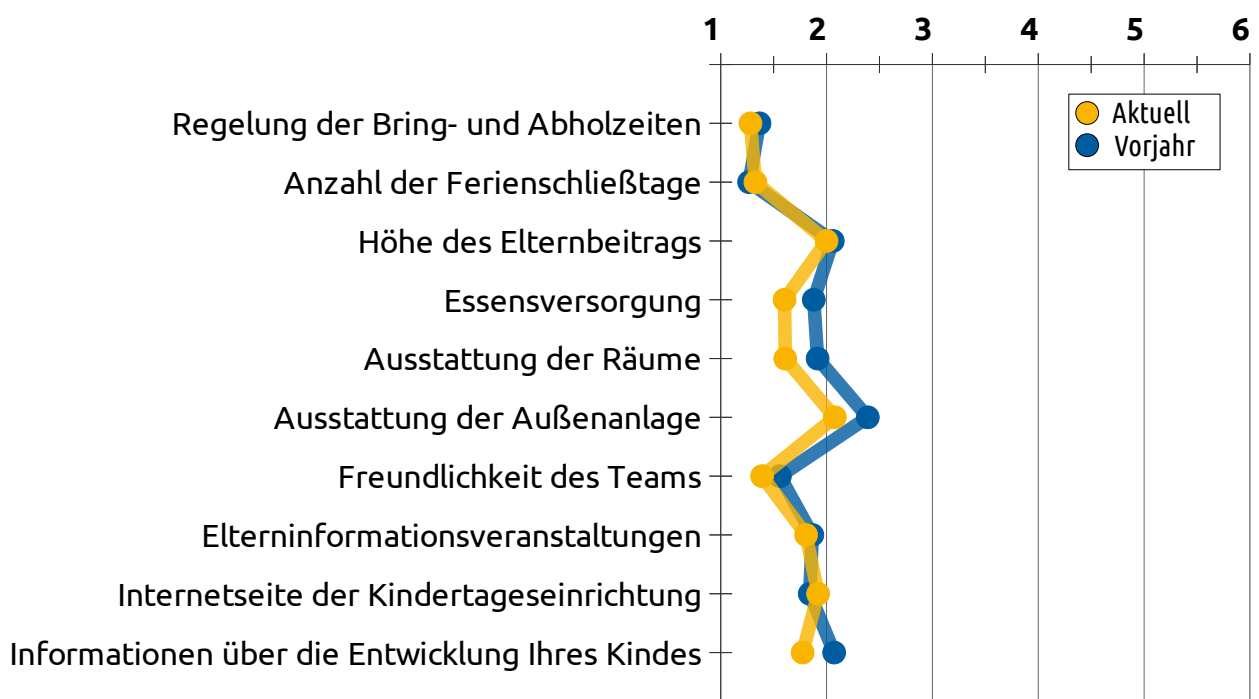 1 2 3 4 5 6
Aktuell
Vorjahr
Regelung der Bring- und Abholzeiten
Anzahl der Ferienschließtage
Höhe des Elternbeitrags
Essensversorgung
Ausstattung der Räume
Ausstattung der Außenanlage
Freundlichkeit des Teams
Elterninformationsveranstaltungen
Internetseite der Kindertageseinrichtung
Informationen über die Entwicklung Ihres Kindes